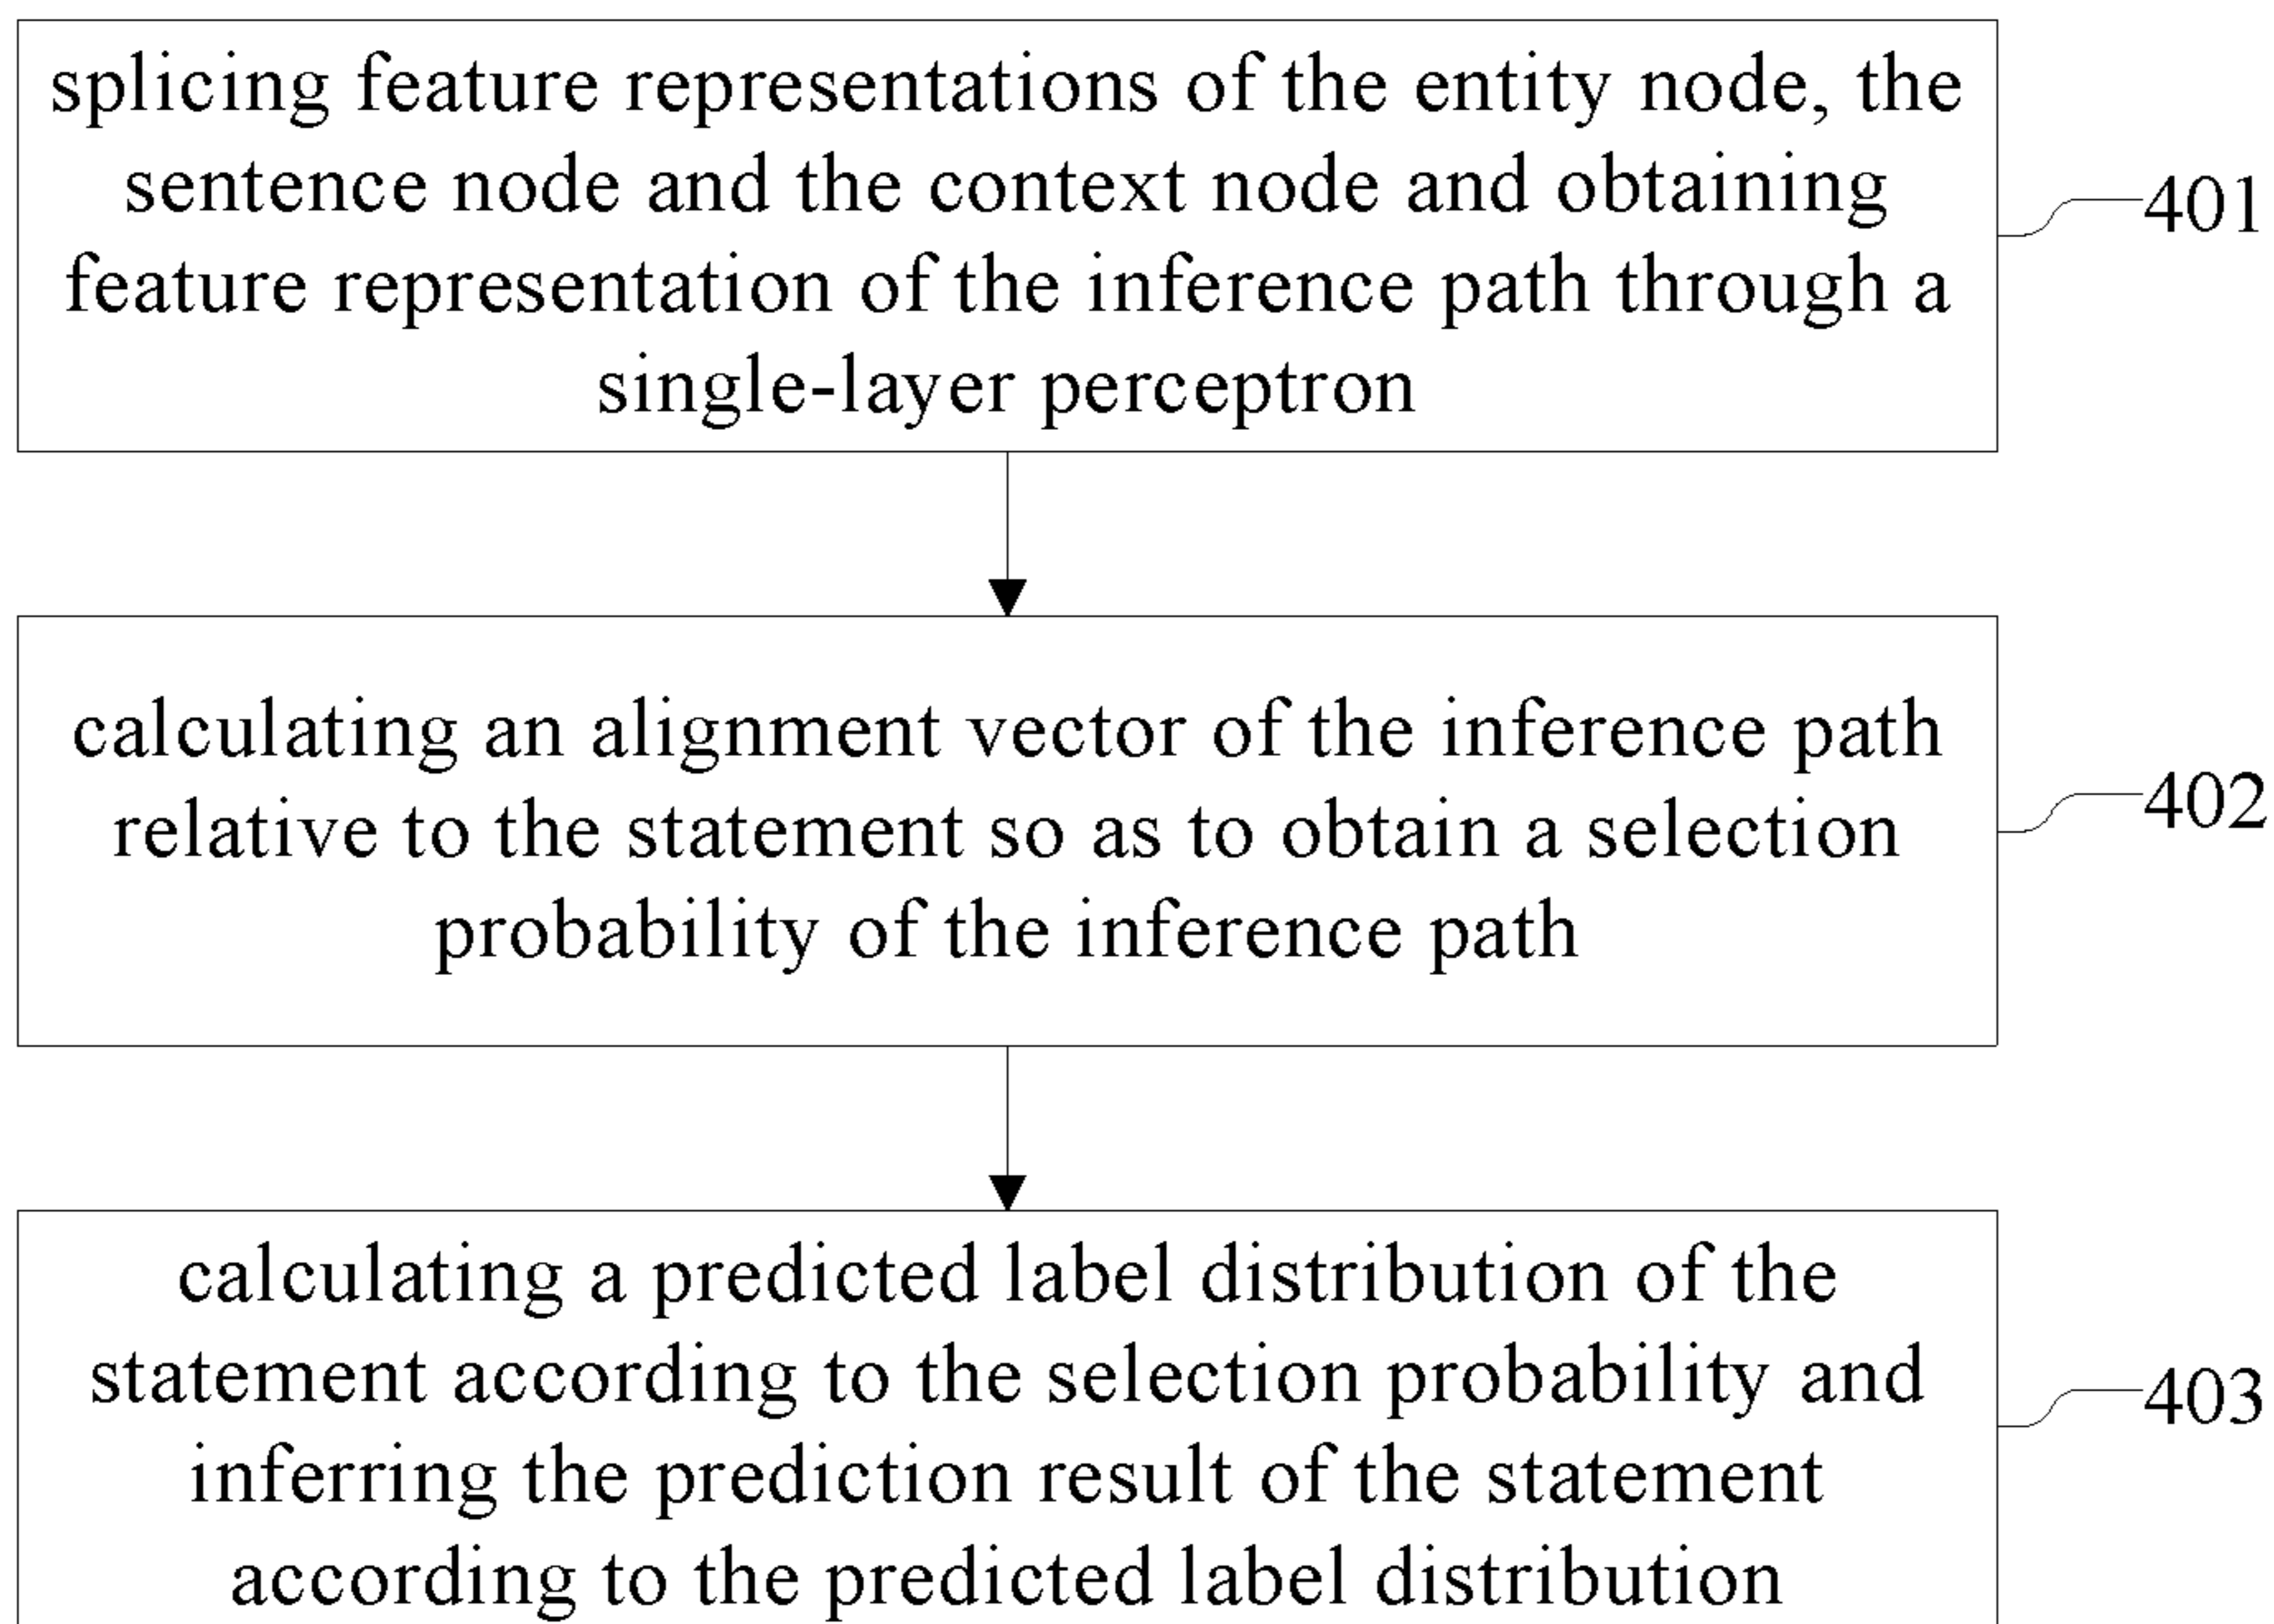 splicing feature representations of the entity node, the
sentence node and the context node and obtaining
feature representation of the inference path through a
single-layer perceptron
401
calculating an alignment vector of the inference path
relative to the statement so as to obtain a selection
probability of the inference path
402
calculating a predicted label distribution of the
statement according to the selection probability and
inferring the prediction result of the statement
according to the predicted label distribution
403